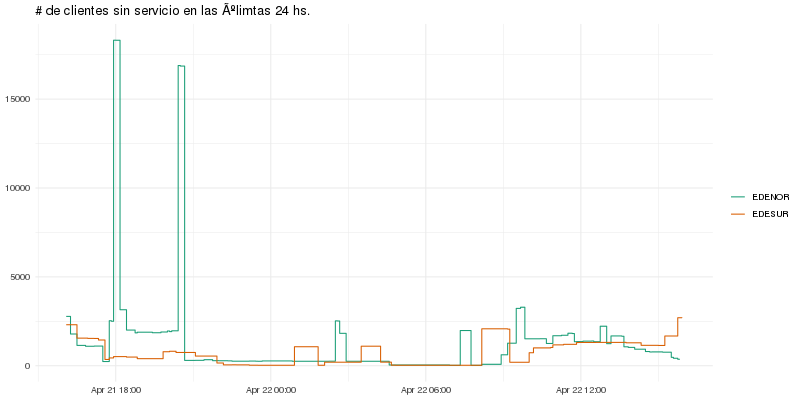 # de clientes sin servicio en las Ãºlimtas 24 hs.
15000
10000
5000
0
Apr 21 18:00
Apr 22 00:00
Apr 22 06:00
Apr 22 12:00
EDENOR
EDESUR